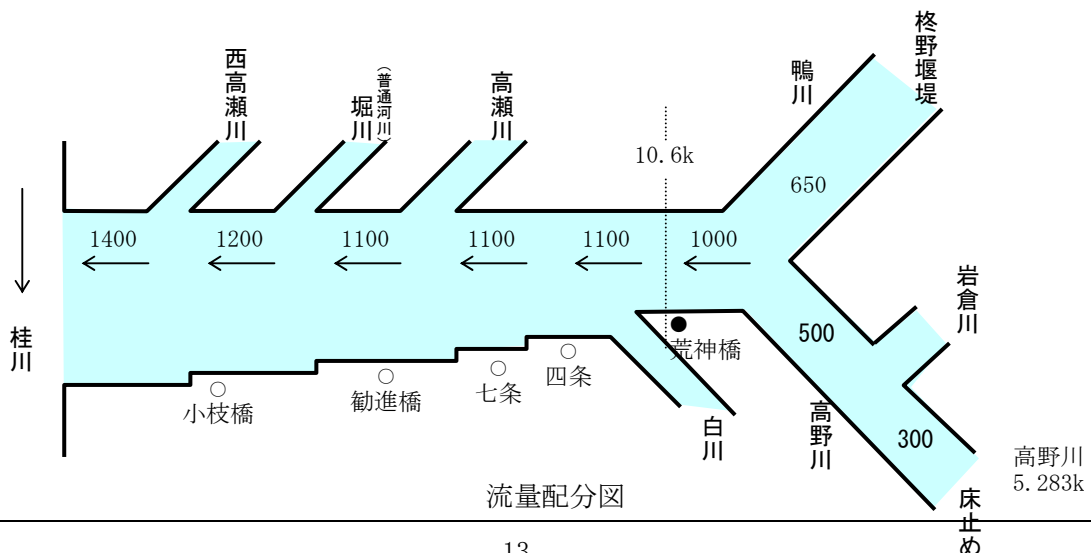 西高瀬川
堀川
(普通河川)
高瀬川
10.6k
鴨川
柊野堰堤
650
1400
1200
1100
1100
1100
1000
桂川
岩倉川
500
荒神橋
四条
七条
勧進橋
小枝橋
白川
高野川
300
高野川
5.283k
床止め
流量配分図
13